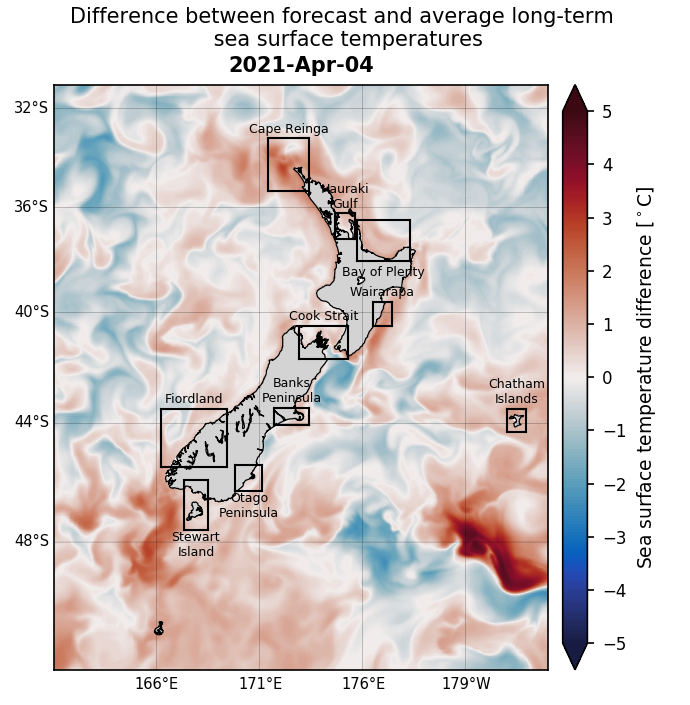 Difference between forecast and average long-term
sea surface temperatures
2021-Apr-04
32°S
36°S
40°S
44°S
48°S
166°E
171°E
176°E
179°W
Cape Reinga
Hauraki
Gulf
Bay of Plenty
Wairarapa
Cook Strait
Banks
Peninsula
Fiordland
Chatham
Islands
Otago
Peninsula
Stewart
Island
5
4
3
2
1
0
−1
−2
−3
−4
−5
Sea surface temperature difference [°C]